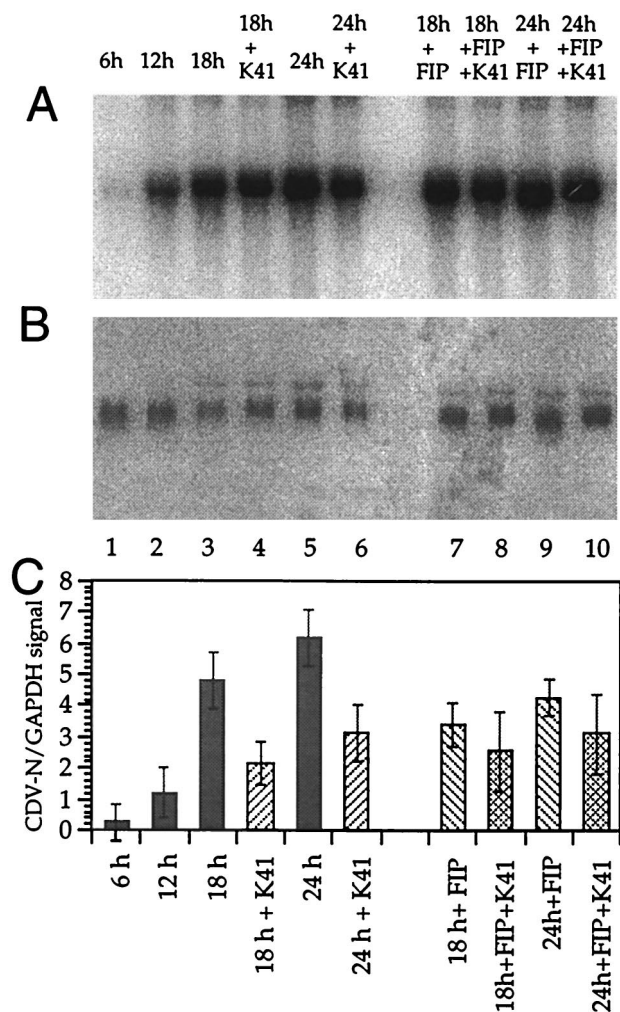 18h 24h 18h 18h 24h 24h
+ + + +FIP + +FIP
6h 12h 18h K41 24h K41 FIP +K41 FIP +K41
A
B
1 2 3 4 5 6 7 8 9 10
C
CDV-N/GAPDH signal
8
7
6
5
4
3
2
1
0
6 h
12 h
18 h
18 h + K41
24 h
24 h + K41
18 h + FIP
18h+FIP+K41
24h+FIP
24h+FIP+K41